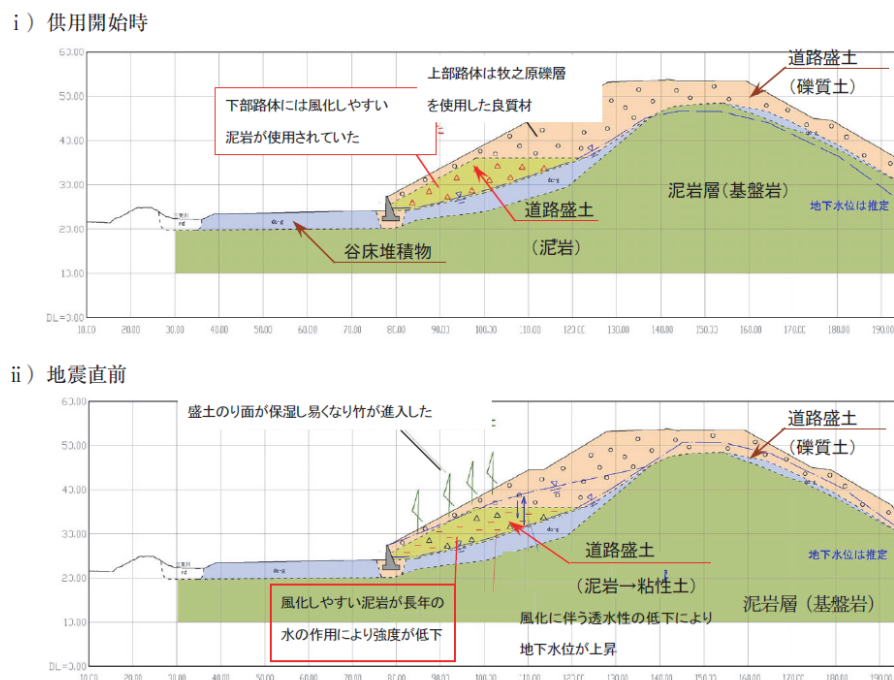 ⅰ）供用開始時
60.00
道路盛土
（礫質土）
上部路体は牧之原礫層
を使用した良質材
50.00
下部路体には風化しやすい
泥岩が使用されていた
40.00
30.00
泥岩層（基盤岩）
道路盛土
地下水位は推定
（泥岩）
20.00
谷床堆積物
10.00
DL=0.00
10.00 20.00 30.00 40.00 50.00 60.00 70.00 80.00 90.00 100.00 110.00 120.00 130.00 140.00 150.00 160.00 170.00 180.00 190.00
ⅱ）地震直前
60.00
盛土のり面が保湿し易くなり竹が進入した
道路盛土
（礫質土）
50.00
40.00
30.00
道路盛土
地下水位は推定
（泥岩→粘性土）
20.00
泥岩層（基盤岩）
風化しやすい泥岩が長年の
水の作用により強度が低下
風化に伴う透水性の低下により
地下水位が上昇
10.00
DL=0.00
10.00 20.00 30.00 40.00 50.00 60.00 70.00 80.00 90.00 100.00 110.00 120.00 130.00 140.00 150.00 160.00 170.00 180.00 190.00